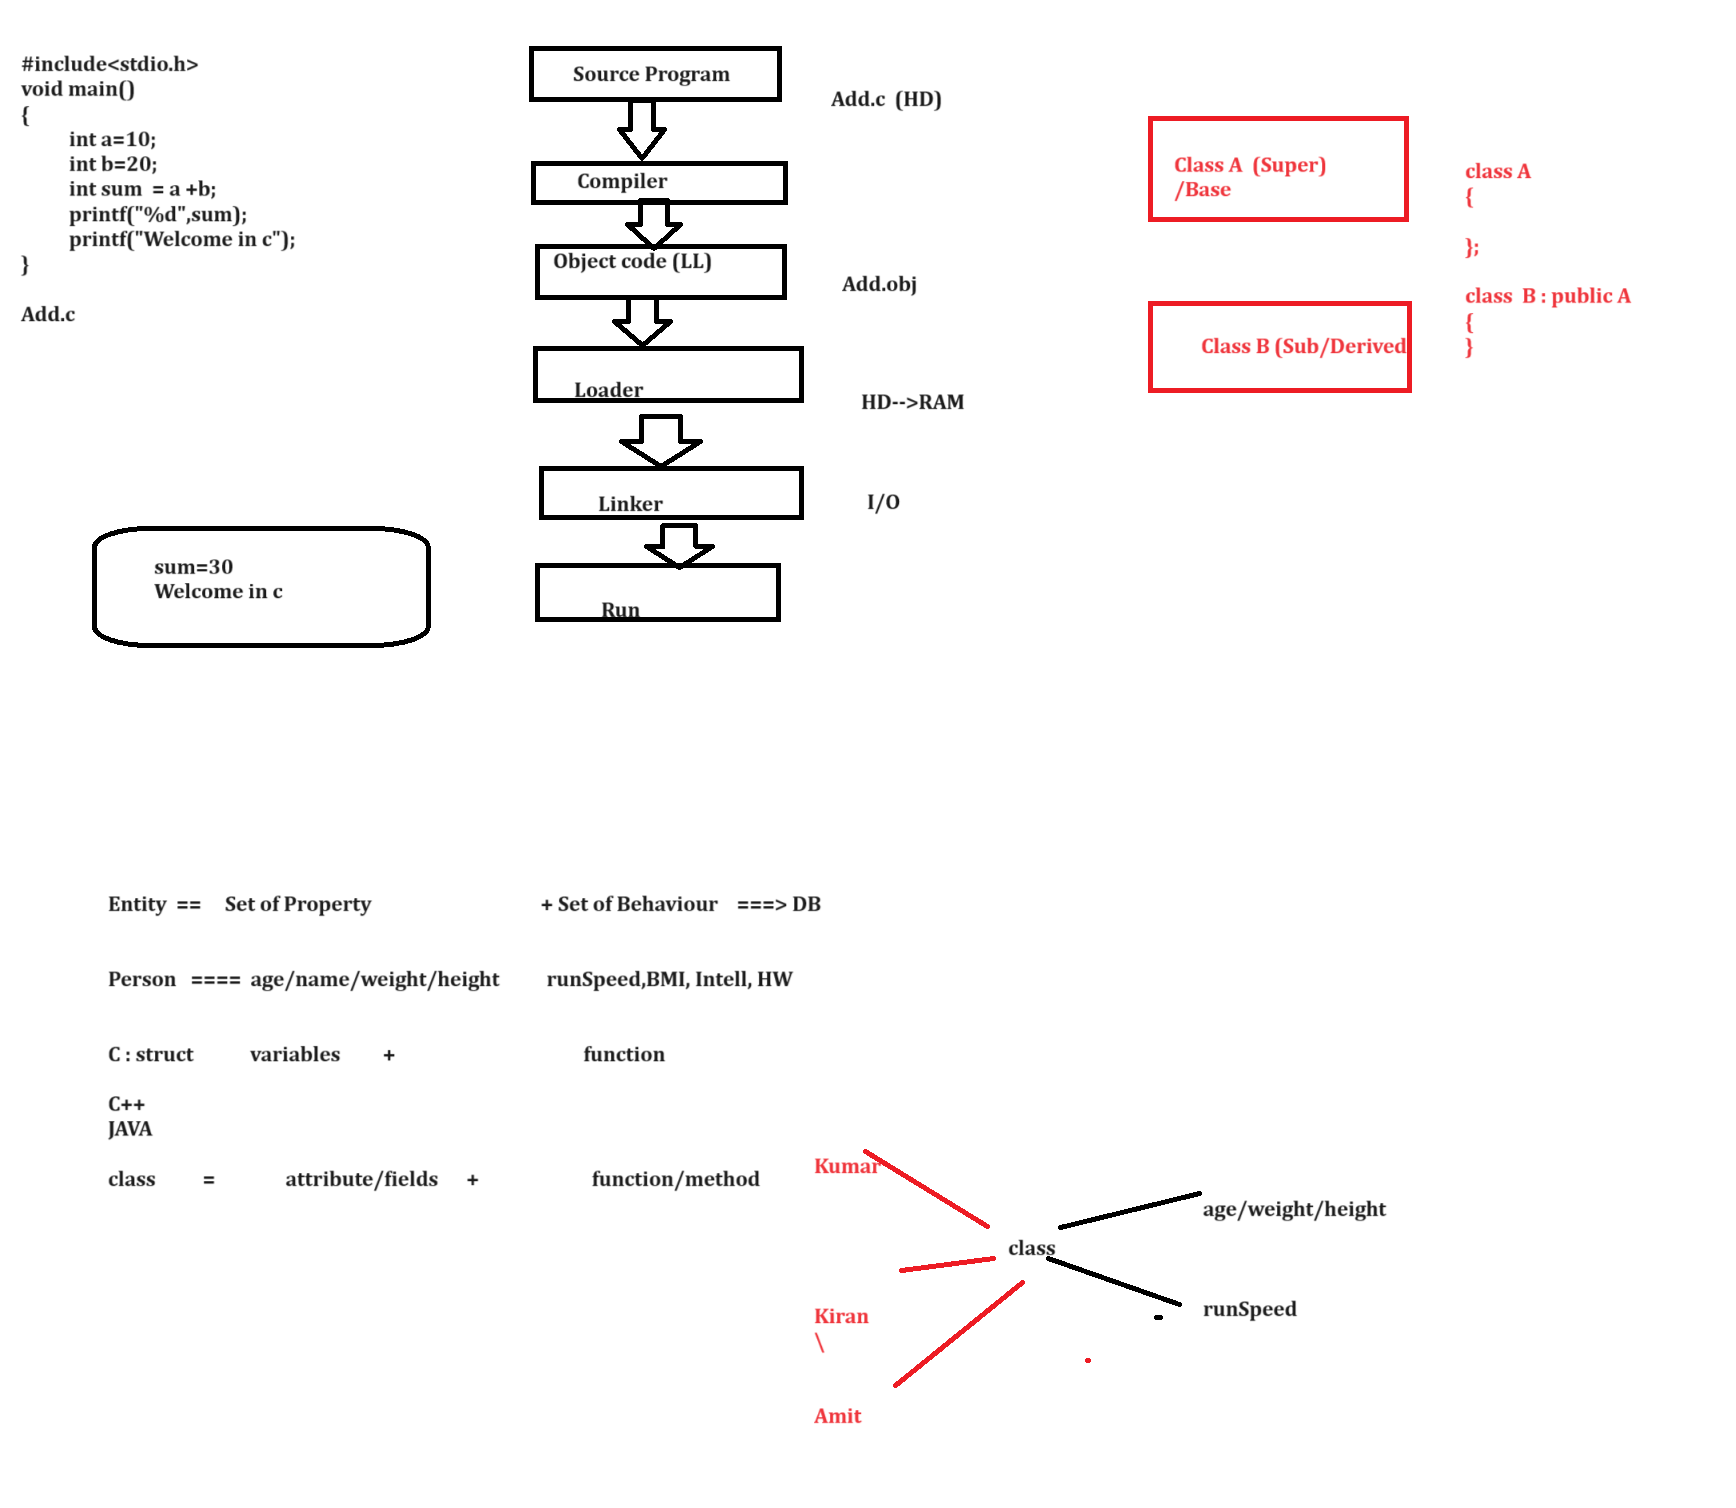 #include<stdio.h>
void main()
{
int a=10;
int b=20;
int sum  = a +b;
printf("%d",sum);
printf("Welcome in c");
}
Add.c
sum=30
Welcome in c
Source Program
Add.c  (HD)
Compiler
Object code (LL)
Add.obj
Loader
HD-->RAM
Linker
I/O
Run
Class A  (Super)
/Base
Class B (Sub/Derived
class A
{
};
class  B : public A
{
}
Entity  ==     Set of Property     + Set of Behaviour    ===> DB
Person   ====  age/name/weight/height     runSpeed,BMI, Intell, HW
C : struct     variables     +     function
C++
JAVA
class     =     attribute/fields     +     function/method
Kumar
Kiran
\
Amit
class
age/weight/height
runSpeed